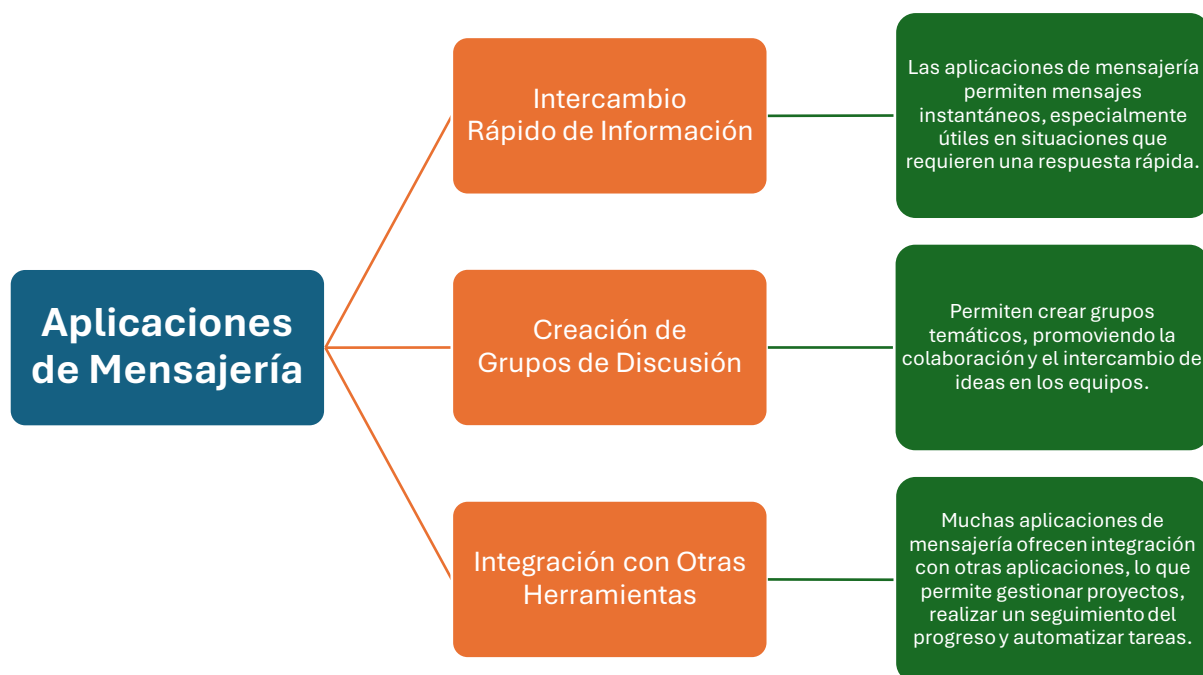 Aplicaciones
de Mensajería
Intercambio
Rápido de Información
Las aplicaciones de mensajería
permiten mensajes
instantáneos, especialmente
útiles en situaciones que
requieren una respuesta rápida.
Creación de
Grupos de Discusión
Permiten crear grupos
temáticos, promoviendo la
colaboración y el intercambio de
ideas en los equipos.
Integración con Otras
Herramientas
Muchas aplicaciones de
mensajería ofrecen integración
con otras aplicaciones, lo que
permite gestionar proyectos,
realizar un seguimiento del
progreso y automatizar tareas.